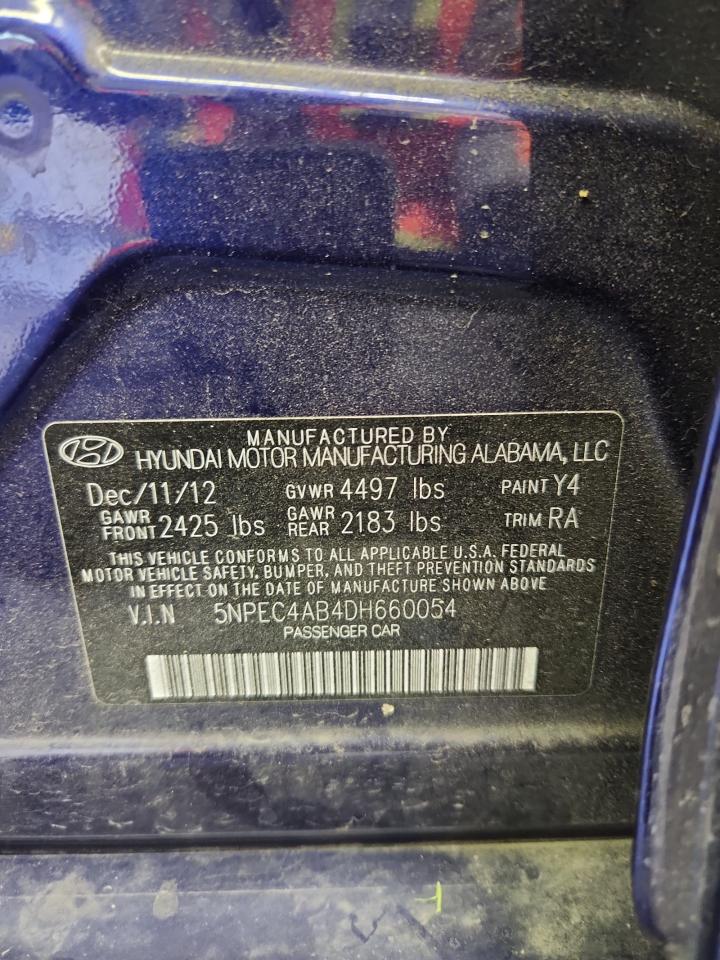 MANUFACTURED BY
HYUNDAI MOTOR MANUFACTURING ALABAMA, LLC
Dec/11/12 GVWR 4497 lbs PAINT Y4
GAWR FRONT 2425 lbs GAWR REAR 2183 lbs TRIM RA
THIS VEHICLE CONFORMS TO ALL APPLICABLE U.S.A. FEDERAL
MOTOR VEHICLE SAFETY, BUMPER, AND THEFT PREVENTION STANDARDS
IN EFFECT ON THE DATE OF MANUFACTURE SHOWN ABOVE
V.I.N 5NPEC4AB4DH660054
PASSENGER CAR